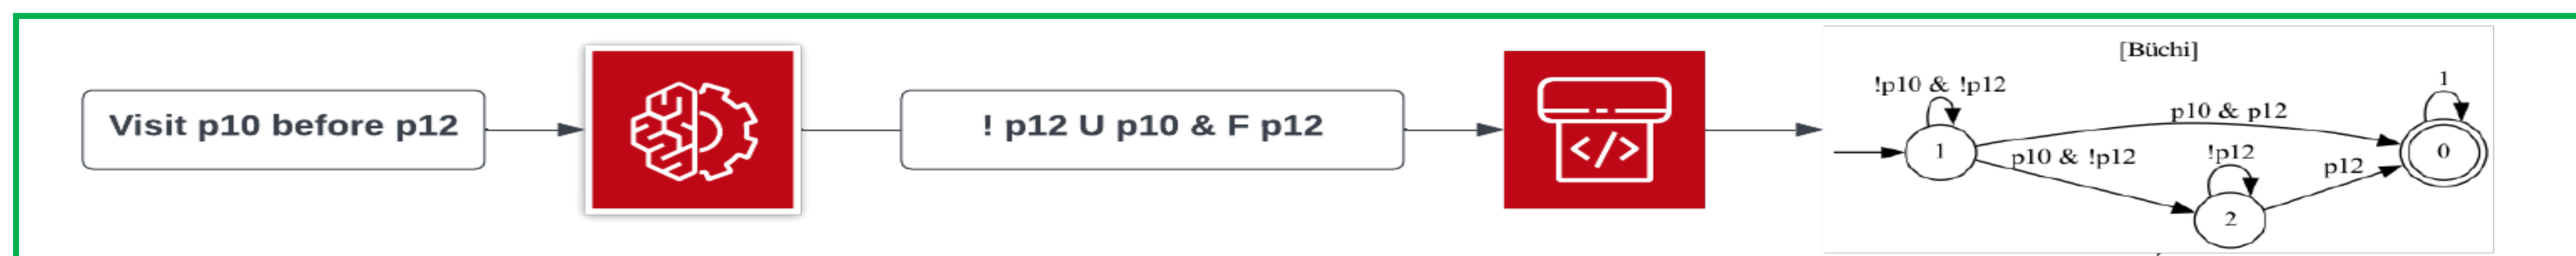 Visit p10 before p12
! p12 U p10 & F p12
</>
[Büchi]
!p10 & !p12
1
p10 & p12
1
p10 & !p12
!p12
p12
0
2